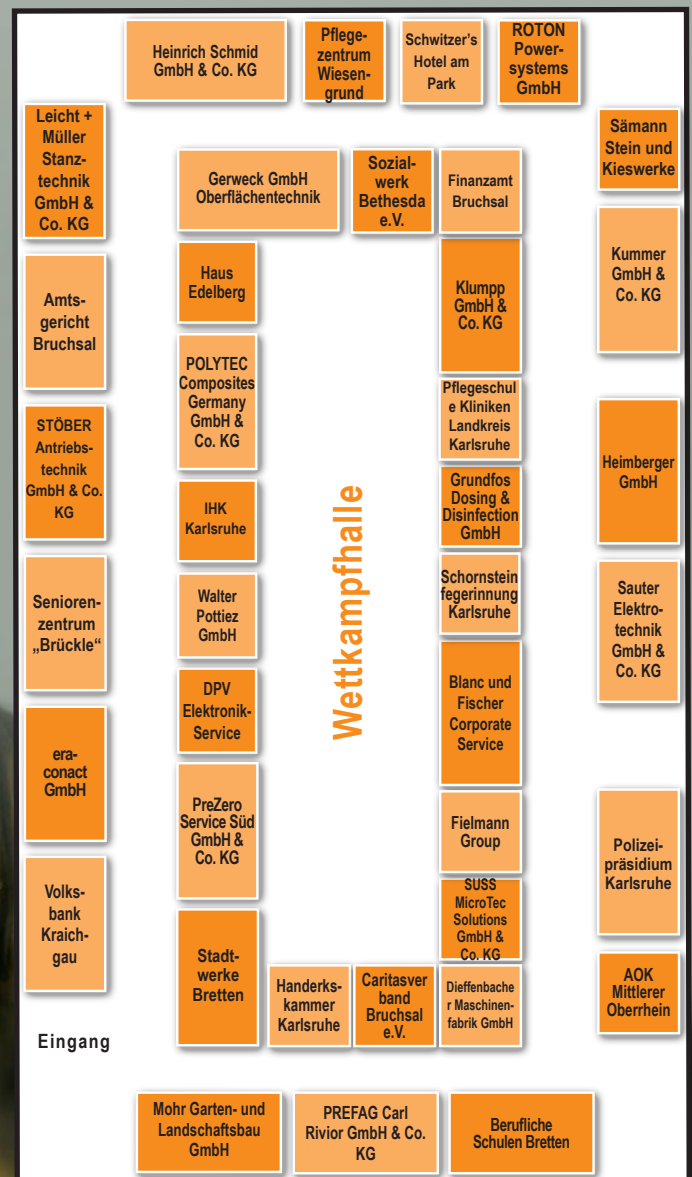 Heinrich Schmid
GmbH & Co. KG
Pflege-
zentrum
Wiesen-
grund
Schwitzer's
Hotel am
Park
ROTON
Power-
systems
GmbH
Leicht +
Müller
Stanz-
technik
GmbH &
Co. KG
Amts-
gericht
Bruchsal
STÖBER
Antriebs-
technik
GmbH & Co.
KG
Senioren-
zentrum
„Brückle“
era-
conact
GmbH
Volks-
bank
Kraich-
gau
Eingang
Gerweck GmbH
Oberflächentechnik
Sozial-
werk
Bethesda
e.V.
Finanzamt
Bruchsal
Haus
Edelberg
POLYTEC
Composites
Germany
GmbH &
Co. KG
IHK
Karlsruhe
Walter
Pottiez
GmbH
DPV
Elektronik-
Service
PreZero
Service Süd
GmbH &
Co. KG
Stadt-
werke
Bretten
Wettkampfhalle
Klumpp
GmbH &
Co. KG
Pflegeschul
e Kliniken
Landkreis
Karlsruhe
Grundfos
Dosing &
Disinfection
GmbH
Schornstein
fegerinnung
Karlsruhe
Blanc und
Fischer
Corporate
Service
Fielmann
Group
SUSS
MicroTec
Solutions
GmbH &
Co. KG
Handerks-
kammer
Karlsruhe
Caritasver
band
Bruchsal
e.V.
Dieffenbache
r Maschinen-
fabrik GmbH
Sämann
Stein und
Kieswerke
Kummer
GmbH &
Co. KG
Heimberger
GmbH
Sauter
Elektro-
technik
GmbH &
Co. KG
Polizei-
präsidium
Karlsruhe
AOK
Mittlerer
Oberrhein
Mohr Garten- und
Landschaftsbau
GmbH
PREFAG Carl
Rivior GmbH & Co.
KG
Berufliche
Schulen Bretten